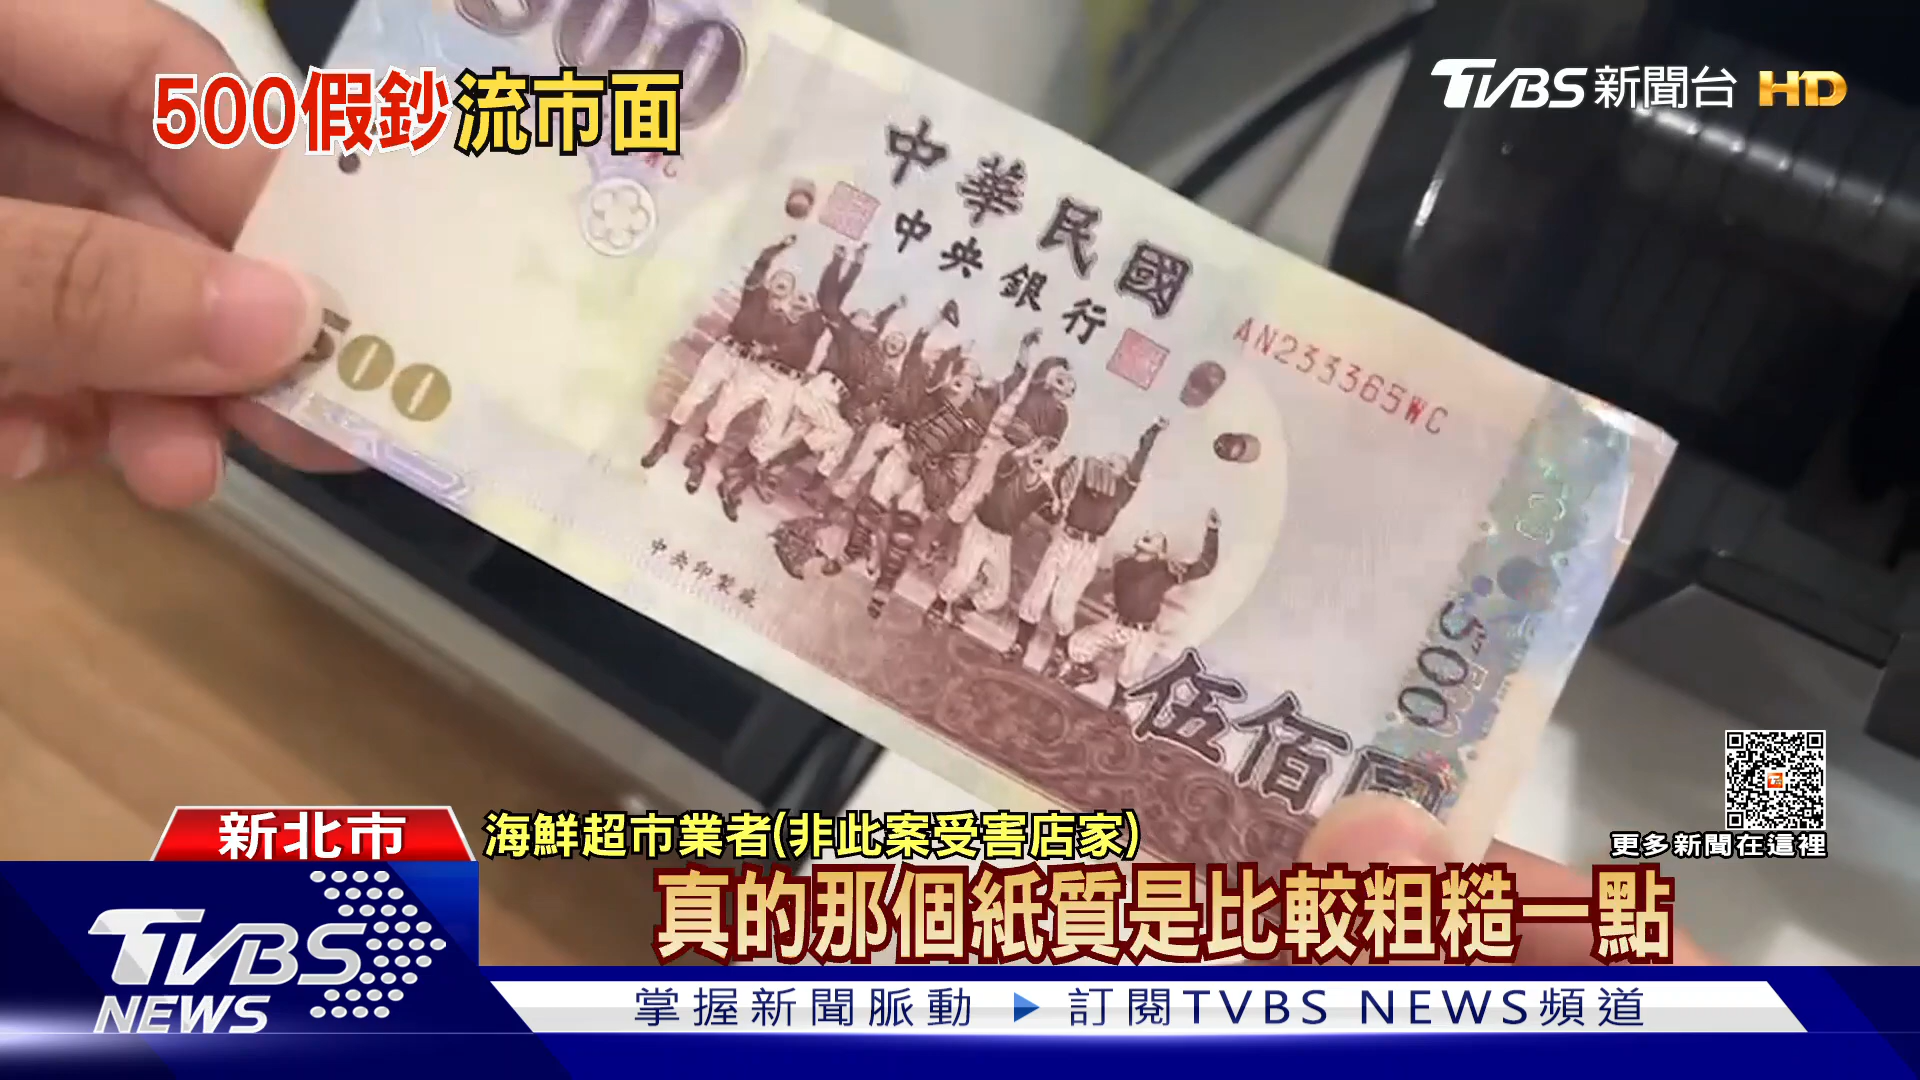 500假鈔流市面
TVBS新聞台 HD
500
中華民國
中央銀行
AN233365WC
500
中央印製廠
500
伍佰圓
更多新聞在這裡
新北市
海鮮超市業者(非此案受害店家)
真的那個紙質是比較粗糙一點
TVBS NEWS
掌握新聞脈動 ▶ 訂閱TVBS NEWS頻道